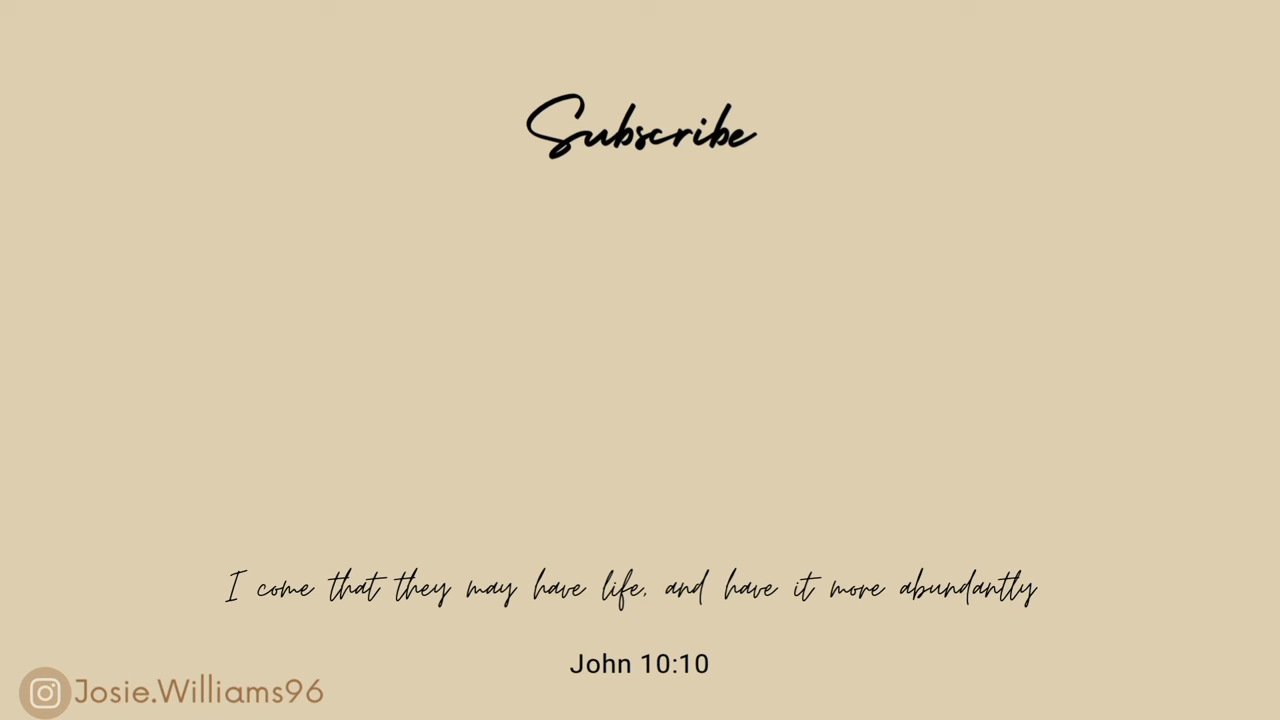 Subscribe
I come that they may have life, and have it more abundantly
John 10:10
Josie.Williams96